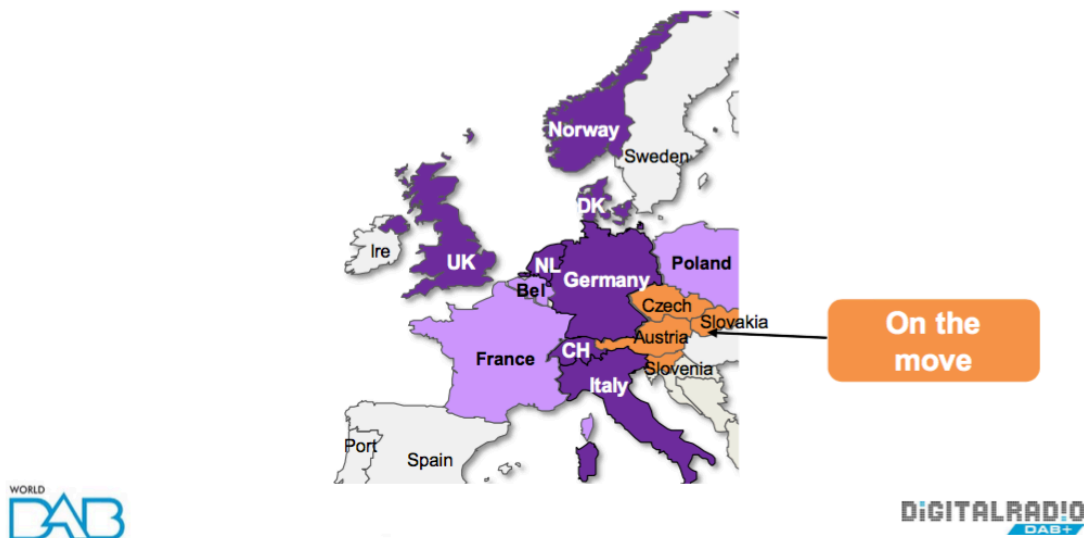 Norway
Sweden
DK
Ire
UK
NL
Germany
Poland
Bel
Czech
Slovakia
Austria
On the
move
France
CH
Slovenia
Italy
Port
Spain
WORLD
DAB
DiGiTALRAD!O
DAB+